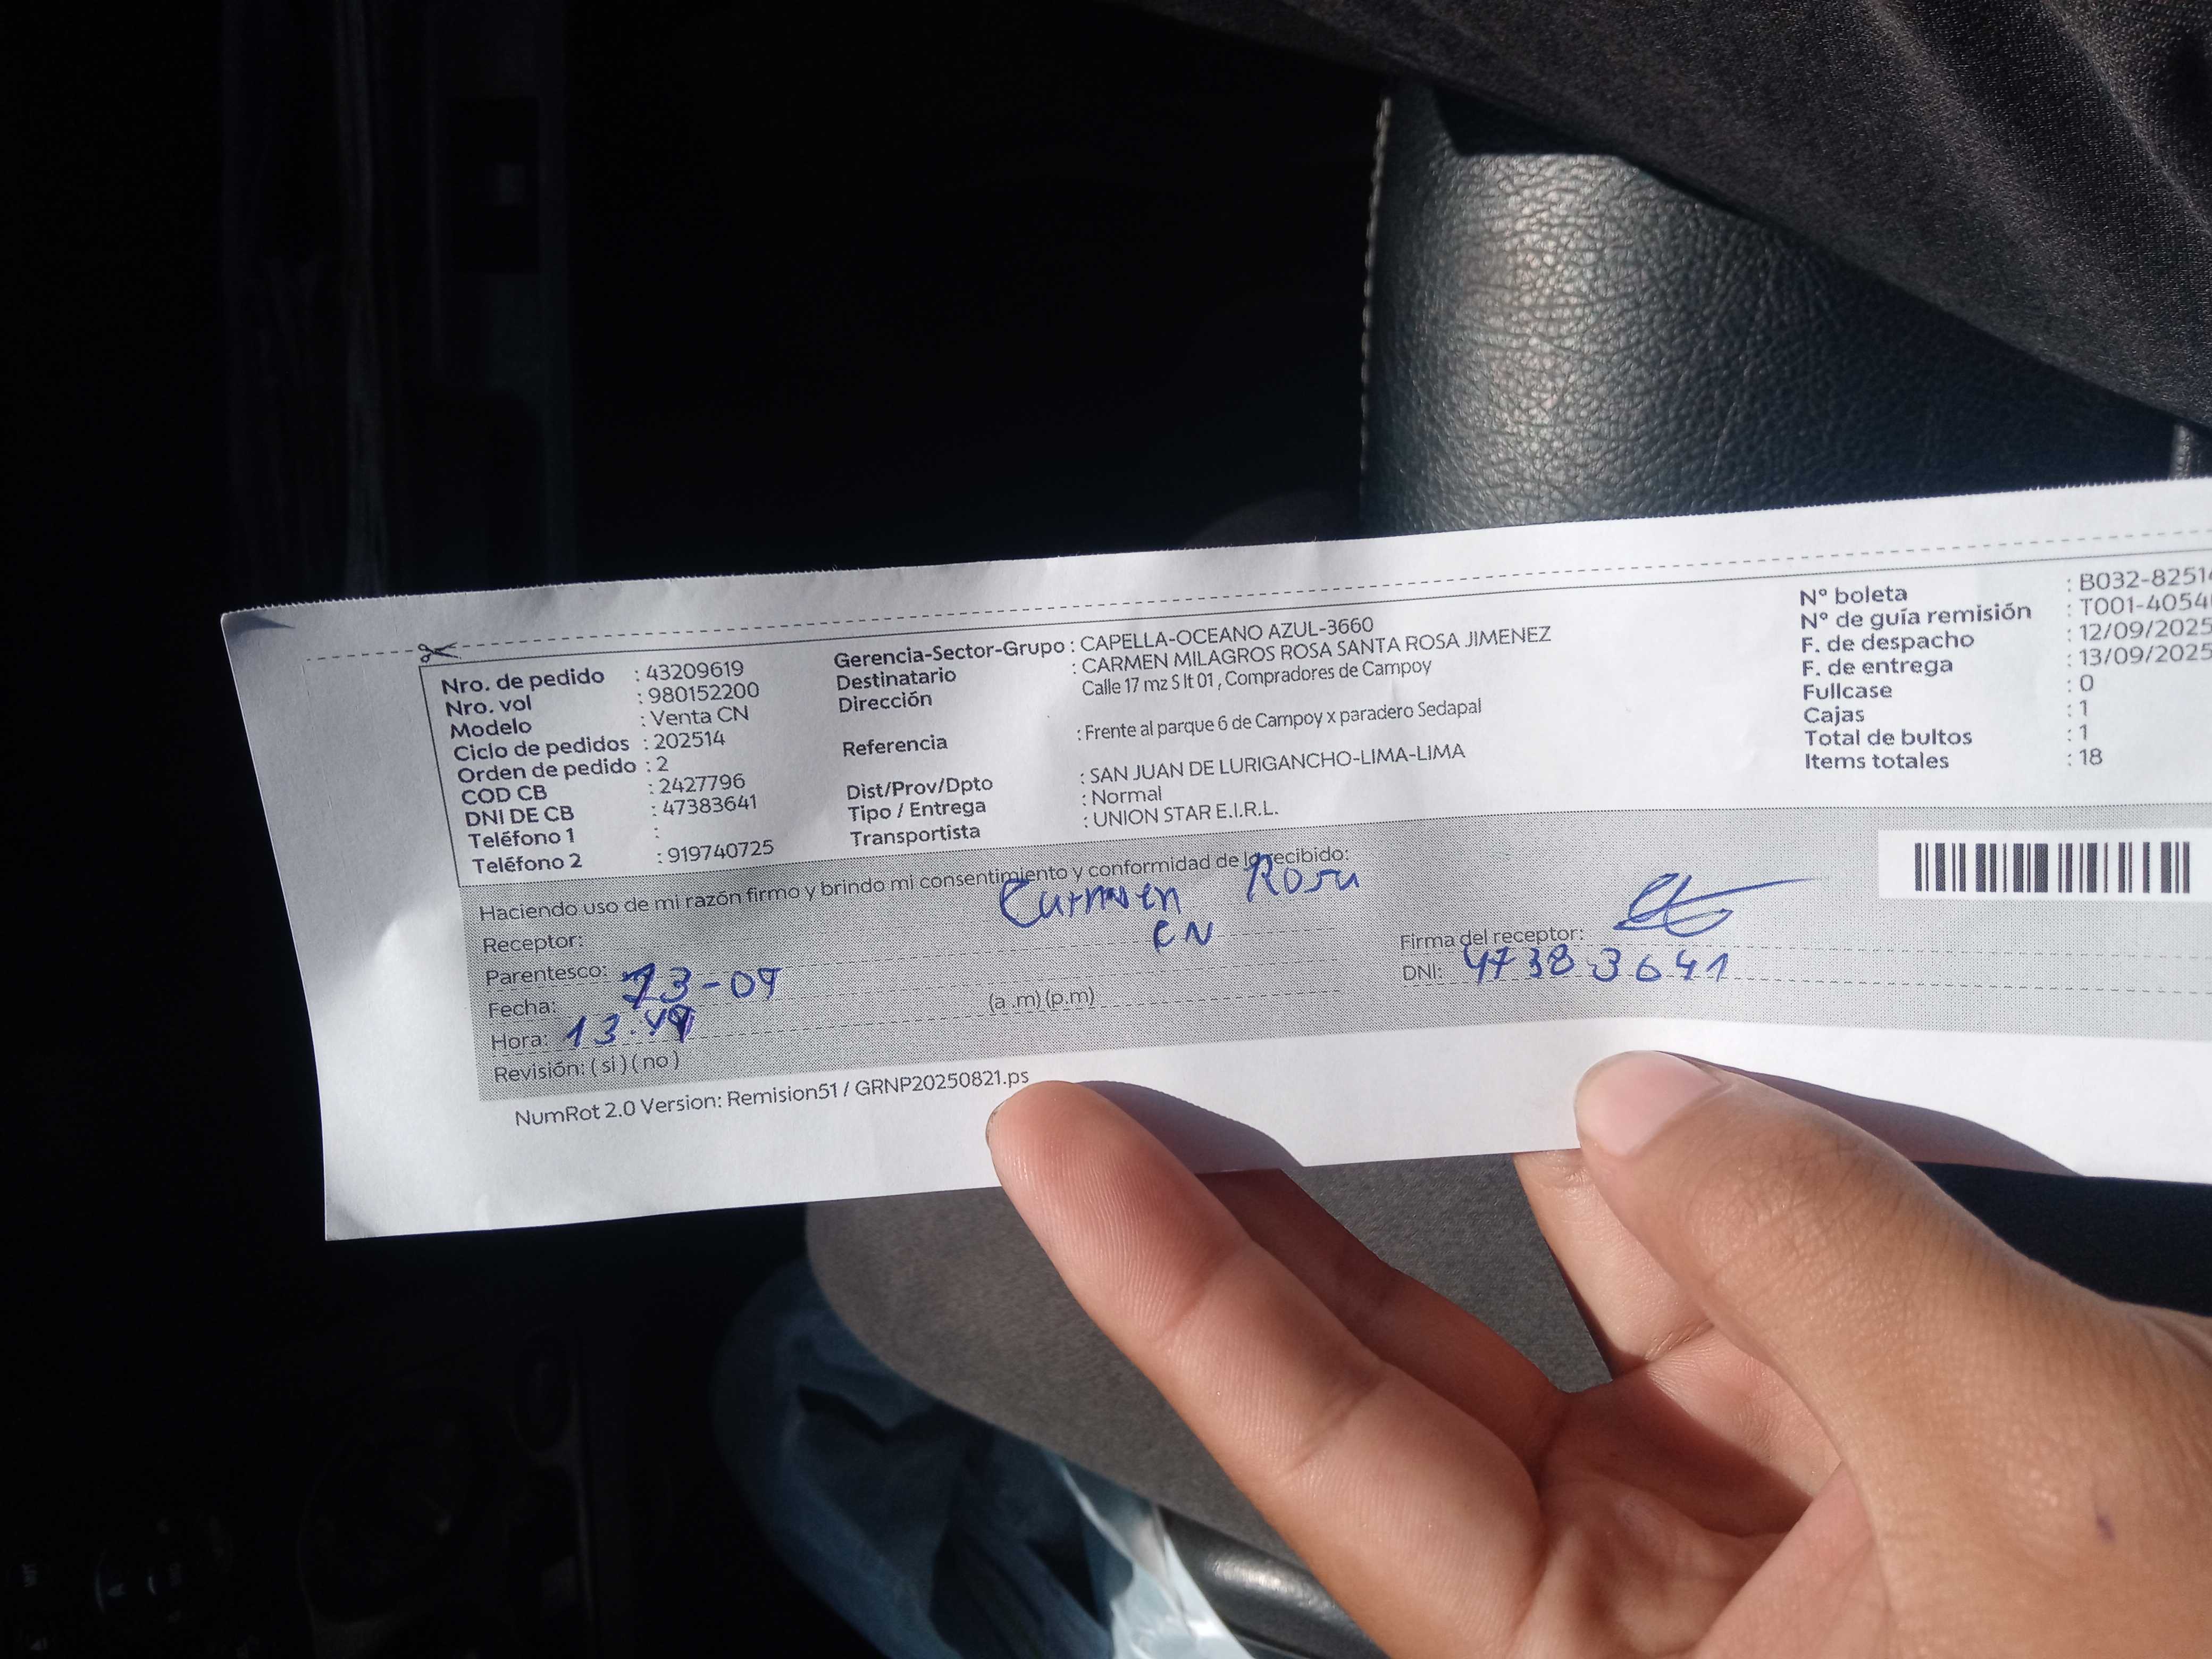 Nro. de pedido : 43209619
Nro. vol : 980152200
Modelo : Venta CN
Ciclo de pedidos : 202514
Orden de pedido : 2
COD CB : 2427796
DNI DE CB : 47383641
Teléfono 1 :
Teléfono 2 : 919740725
Gerencia-Sector-Grupo : CAPELLA-OCEANO AZUL-3660
Destinatario : CARMEN MILAGROS ROSA SANTA ROSA JIMENEZ
Dirección Calle 17 mz S lt 01 , Compradores de Campoy
Referencia : Frente al parque 6 de Campoy x paradero Sedapal
Dist/Prov/Dpto : SAN JUAN DE LURIGANCHO-LIMA-LIMA
Tipo / Entrega : Normal
Transportista : UNION STAR E.I.R.L.
N° boleta : B032-8251
N° de guía remisión : T001-4054
F. de despacho : 12/09/2025
F. de entrega : 13/09/2025
Fullcase : 0
Cajas : 1
Total de bultos : 1
Items totales : 18
Haciendo uso de mi razón firmo y brindo mi consentimiento y conformidad de lo recibido:
Receptor: Carmen Rosa
Parentesco: CN
Fecha: 13-09
Hora: 13:49 (a .m) (p.m)
Revisión: ( si ) ( no )
Firma del receptor:
DNI: 47383641
NumRot 2.0 Version: Remision51 / GRNP20250821.ps